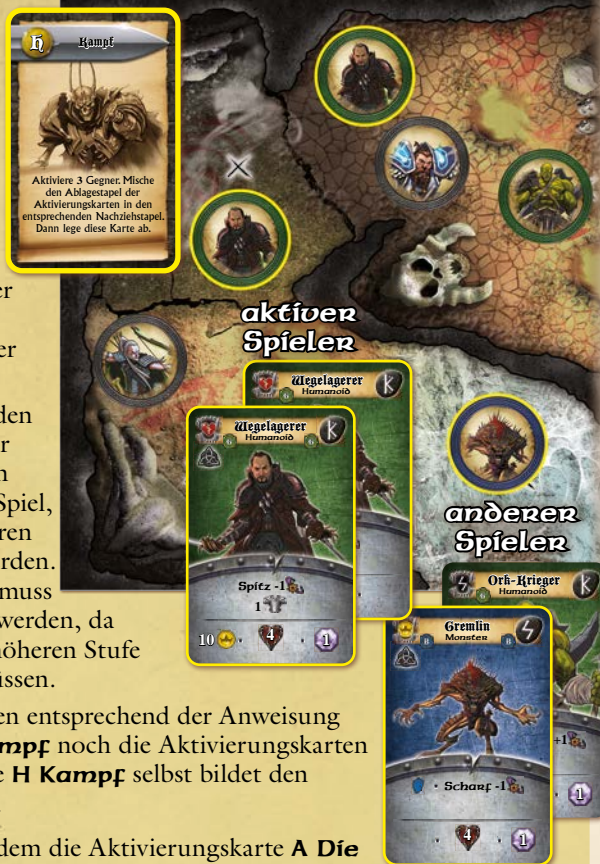 H
Kampf
Aktiviere 3 Gegner. Mische
den Ablagestapel der
Aktivierungskarten in den
entsprechenden Nachziehstapel.
Dann lege diese Karte ab.
er
er
den
r
n
Spiel,
ren
rden.
muss
werden, da
höheren Stufe
üssen.
en entsprechend der Anweisung
mpf noch die Aktivierungskarten
e H Kampf selbst bildet den
dem die Aktivierungskarte A Die
aktiver
Spieler
Wegelagerer
Wegelagerer
Humanoid
G
G
Spitz -1
1
10
4
1
anderer
Spieler
Ork-Krieger
Humanoid
+1
1
Gremlin
Monster
B
B
Scharf -1
4
1